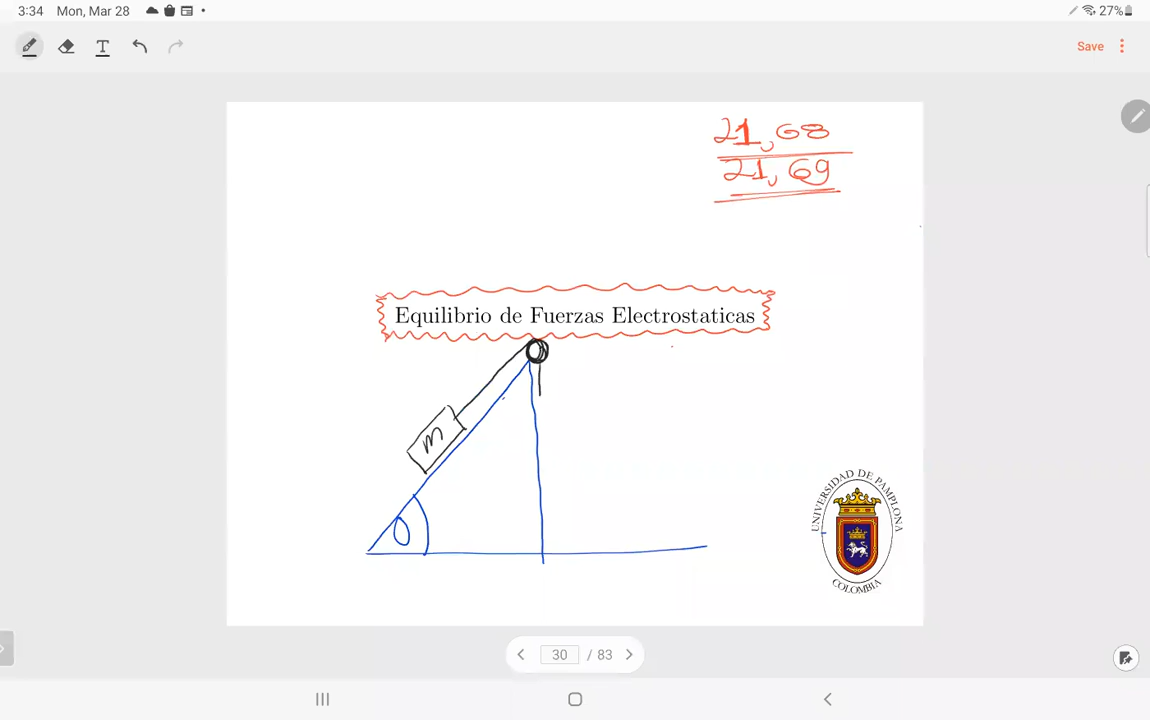 3:34 Mon, Mar 28
27%
T
Save
21,68
21,69
Equilibrio de Fuerzas Electrostaticas
m
θ
UNIVERSIDAD DE PAMPLONA
COLOMBIA
30 / 83